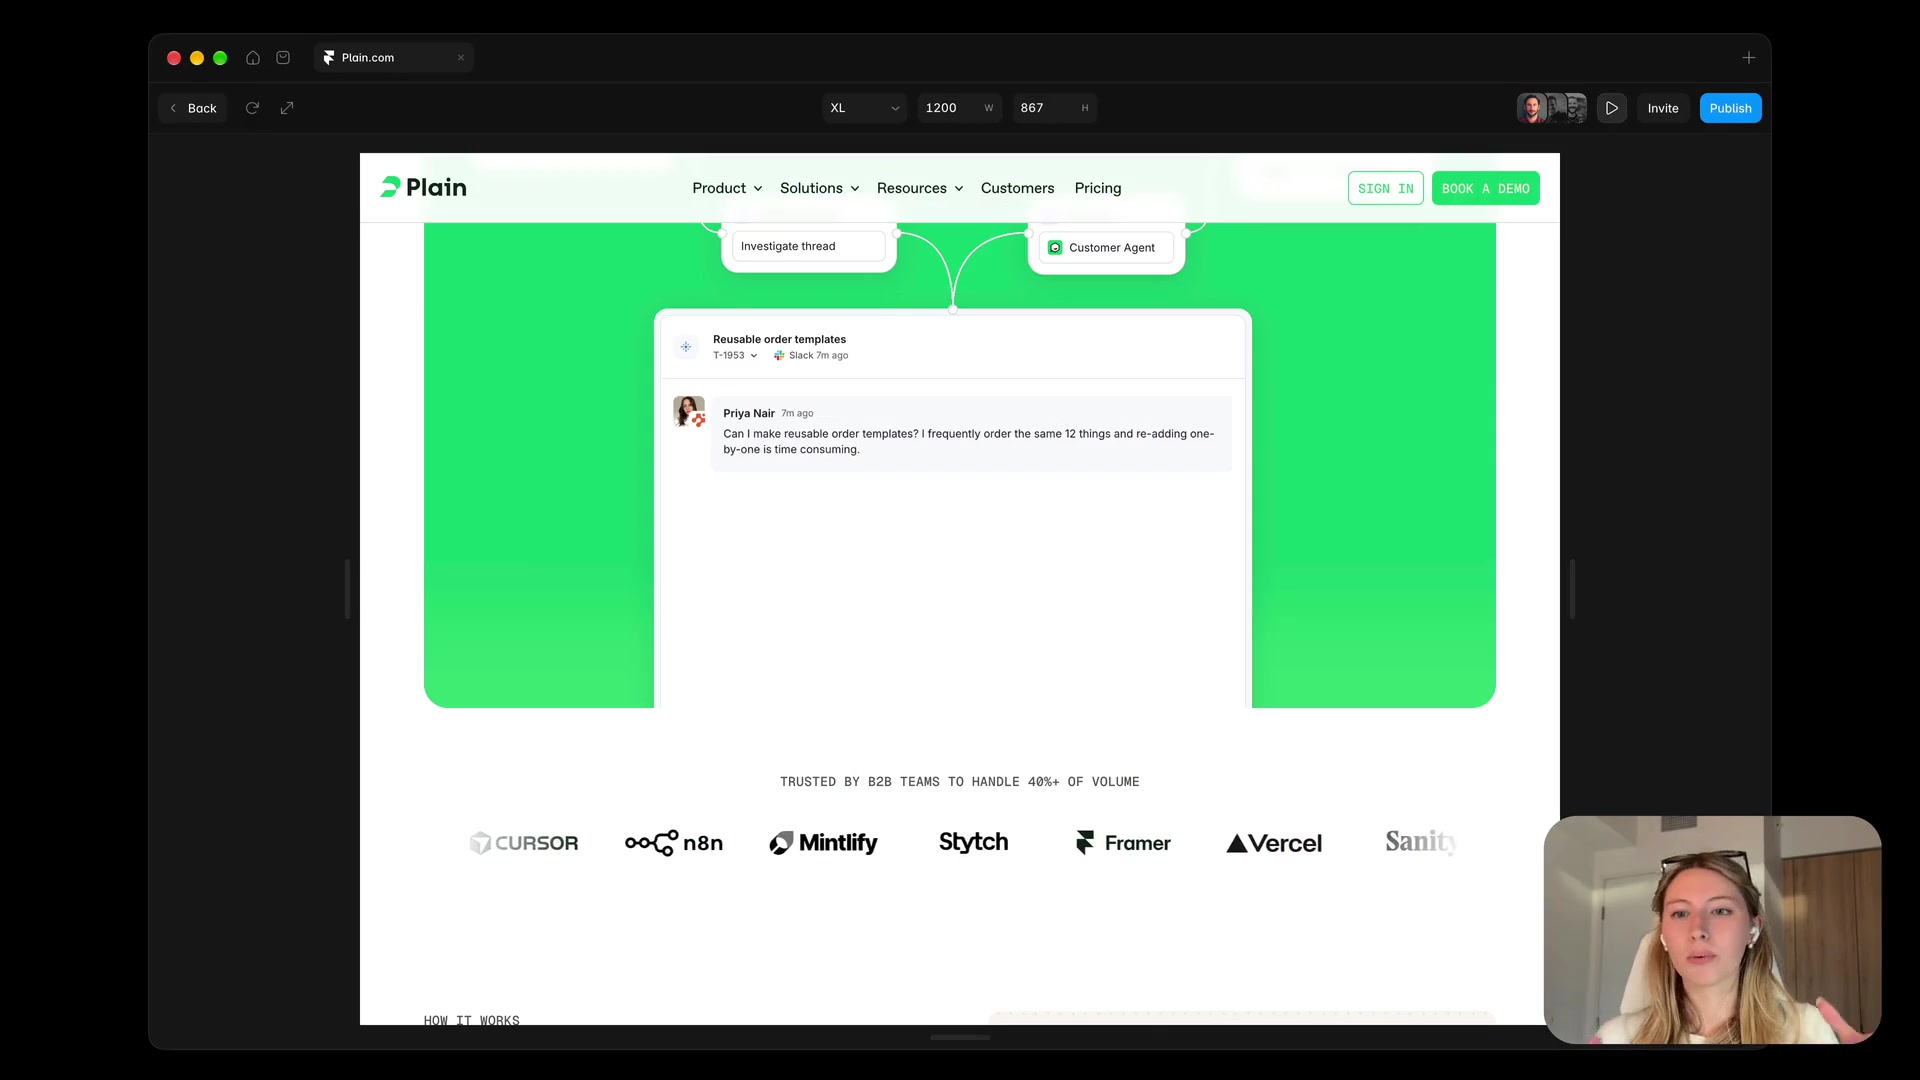 Plain.com
Back
XL
1200 W
867 H
Invite
Publish
Plain
Product
Solutions
Resources
Customers
Pricing
SIGN IN
BOOK A DEMO
Investigate thread
Customer Agent
Reusable order templates
T-1953
Slack 7m ago
Priya Nair 7m ago
Can I make reusable order templates? I frequently order the same 12 things and re-adding one-
by-one is time consuming.
TRUSTED BY B2B TEAMS TO HANDLE 40%+ OF VOLUME
CURSOR
n8n
Mintlify
Stytch
Framer
Vercel
Sanity
HOW IT WORKS